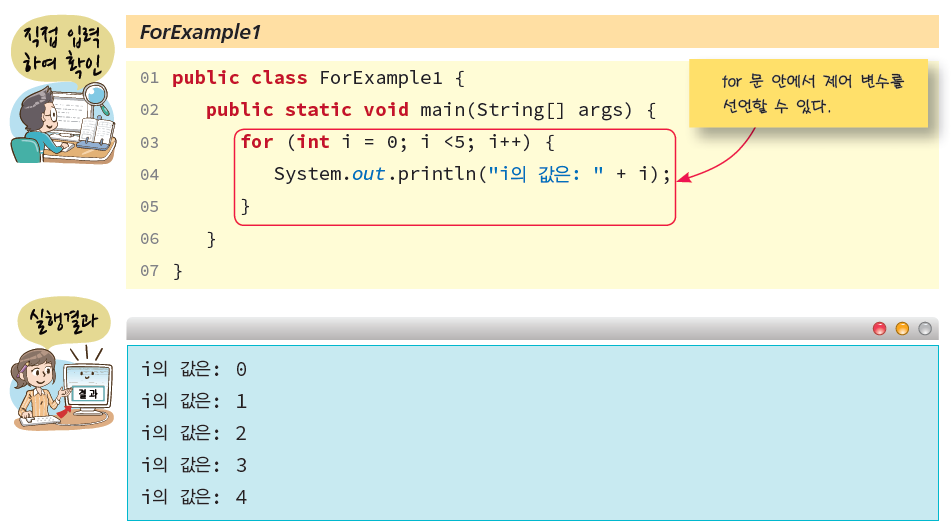 직접 입력
하며 확인
ForExample1
01 public class ForExample1 {
02 public static void main(String[] args) {
03 for (int i = 0; i <5; i++) {
04 System.out.println("i의 값은: " + i);
05 }
06 }
07 }
for 문 안에서 제어 변수를
선언할 수 있다.
실행결과
결과
i의 값은: 0
i의 값은: 1
i의 값은: 2
i의 값은: 3
i의 값은: 4